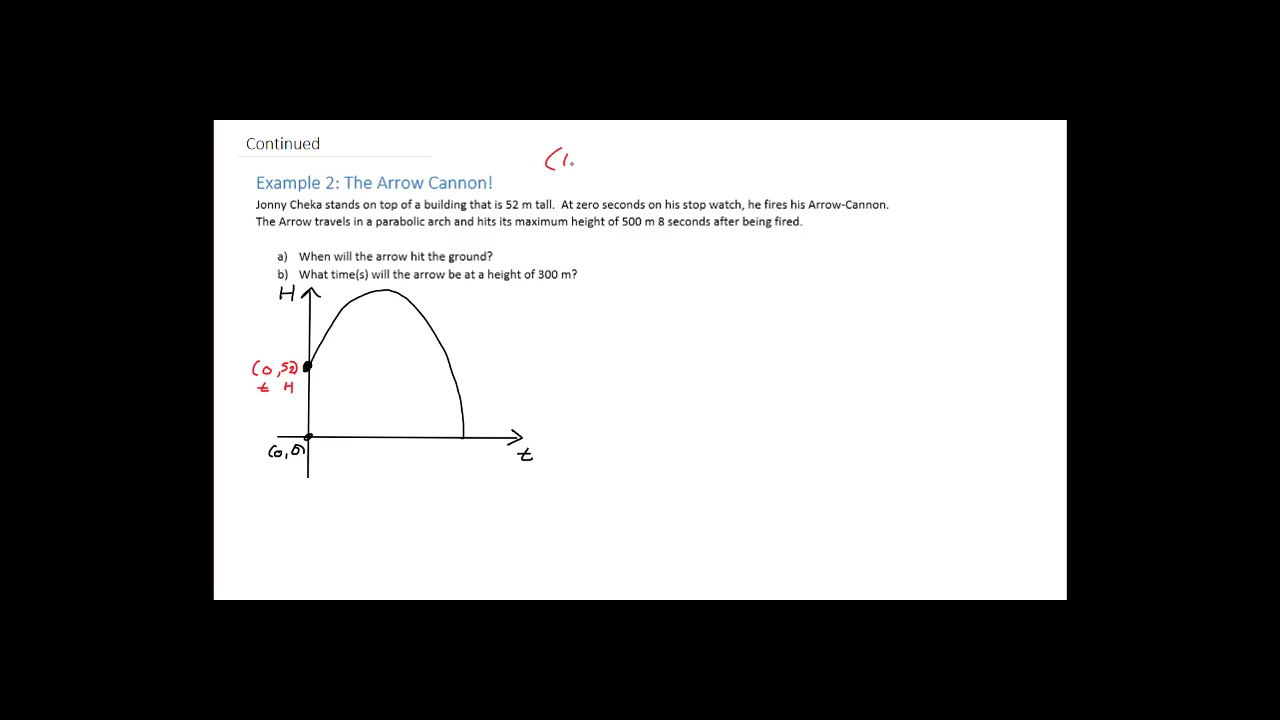 Continued
(1.
Example 2: The Arrow Cannon!
Jonny Cheka stands on top of a building that is 52 m tall. At zero seconds on his stop watch, he fires his Arrow-Cannon.
The Arrow travels in a parabolic arch and hits its maximum height of 500 m 8 seconds after being fired.
a) When will the arrow hit the ground?
b) What time(s) will the arrow be at a height of 300 m?
H
(0,52)
t H
(0,0)
t